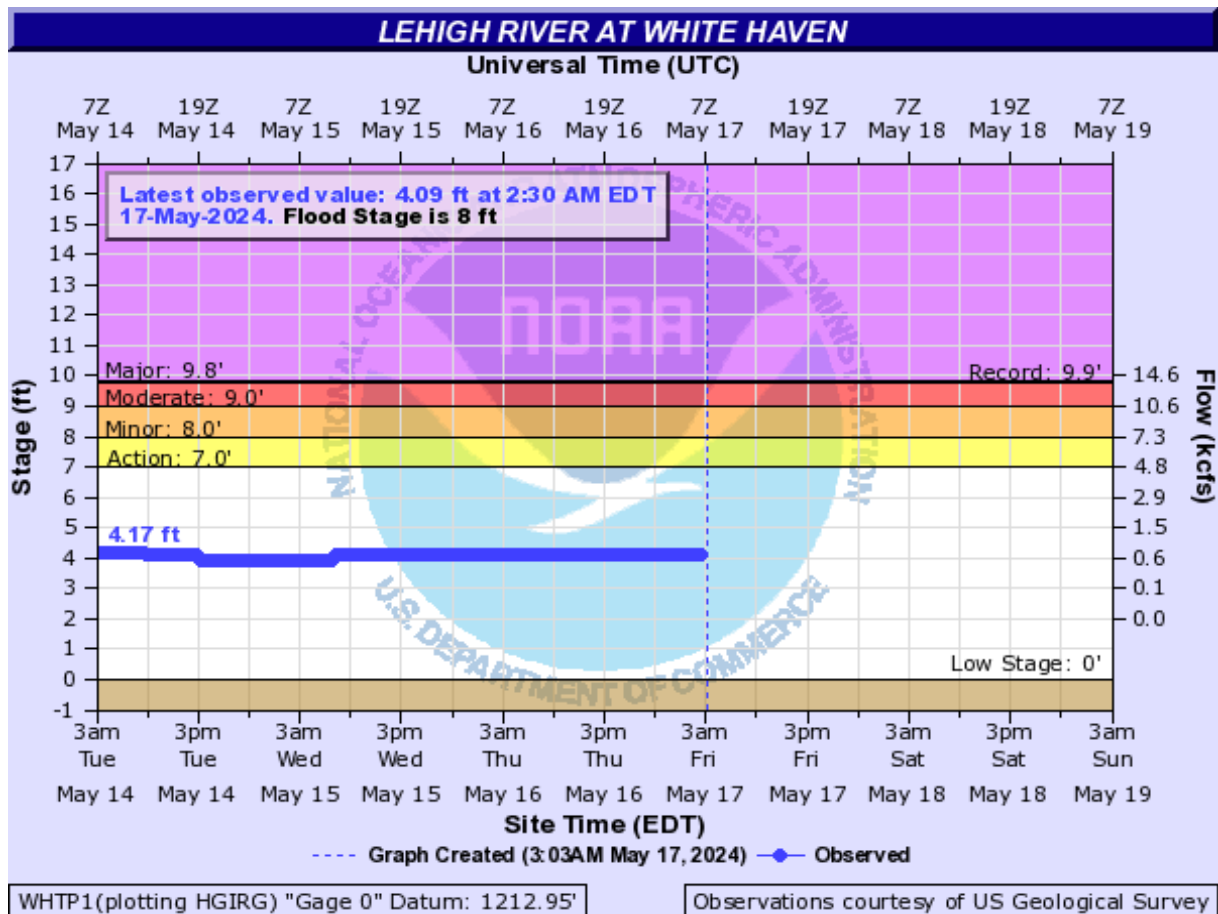 LEHIGH RIVER AT WHITE HAVEN
Universal Time (UTC)
7Z 19Z 7Z 19Z 7Z 19Z 7Z 19Z 7Z 19Z 7Z
May 14 May 14 May 15 May 15 May 16 May 16 May 17 May 17 May 18 May 18 May 19
Latest observed value: 4.09 ft at 2:30 AM EDT
17-May-2024. Flood Stage is 8 ft
NATIONAL OCEANIC AND ATMOSPHERIC ADMINISTRATION
NOAA
U.S. DEPARTMENT OF COMMERCE
Stage (ft)
17
16
15
14
13
12
11
10
9
8
7
6
5
4
3
2
1
0
-1
Major: 9.8'
Record: 9.9'
Moderate: 9.0'
Minor: 8.0'
Action: 7.0'
4.17 ft
Low Stage: 0'
14.6
10.6
7.3
4.8
2.9
1.5
0.6
0.1
0.0
Flow (kcfs)
3am 3pm 3am 3pm 3am 3pm 3am 3pm 3am 3pm 3am
Tue Tue Wed Wed Thu Thu Fri Fri Sat Sat Sun
May 14 May 14 May 15 May 15 May 16 May 16 May 17 May 17 May 18 May 18 May 19
Site Time (EDT)
Graph Created (3:03AM May 17, 2024) Observed
WHTP1(plotting HGIRG) "Gage 0" Datum: 1212.95'
Observations courtesy of US Geological Survey